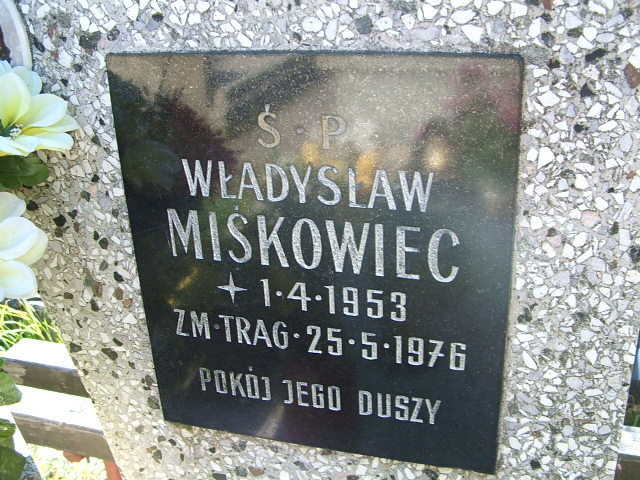 Ś·P
WŁADYSŁAW
MIŚKOWIEC
1·4·1953
ZM·TRAG·25·5·1976
POKÓJ JEGO DUSZY